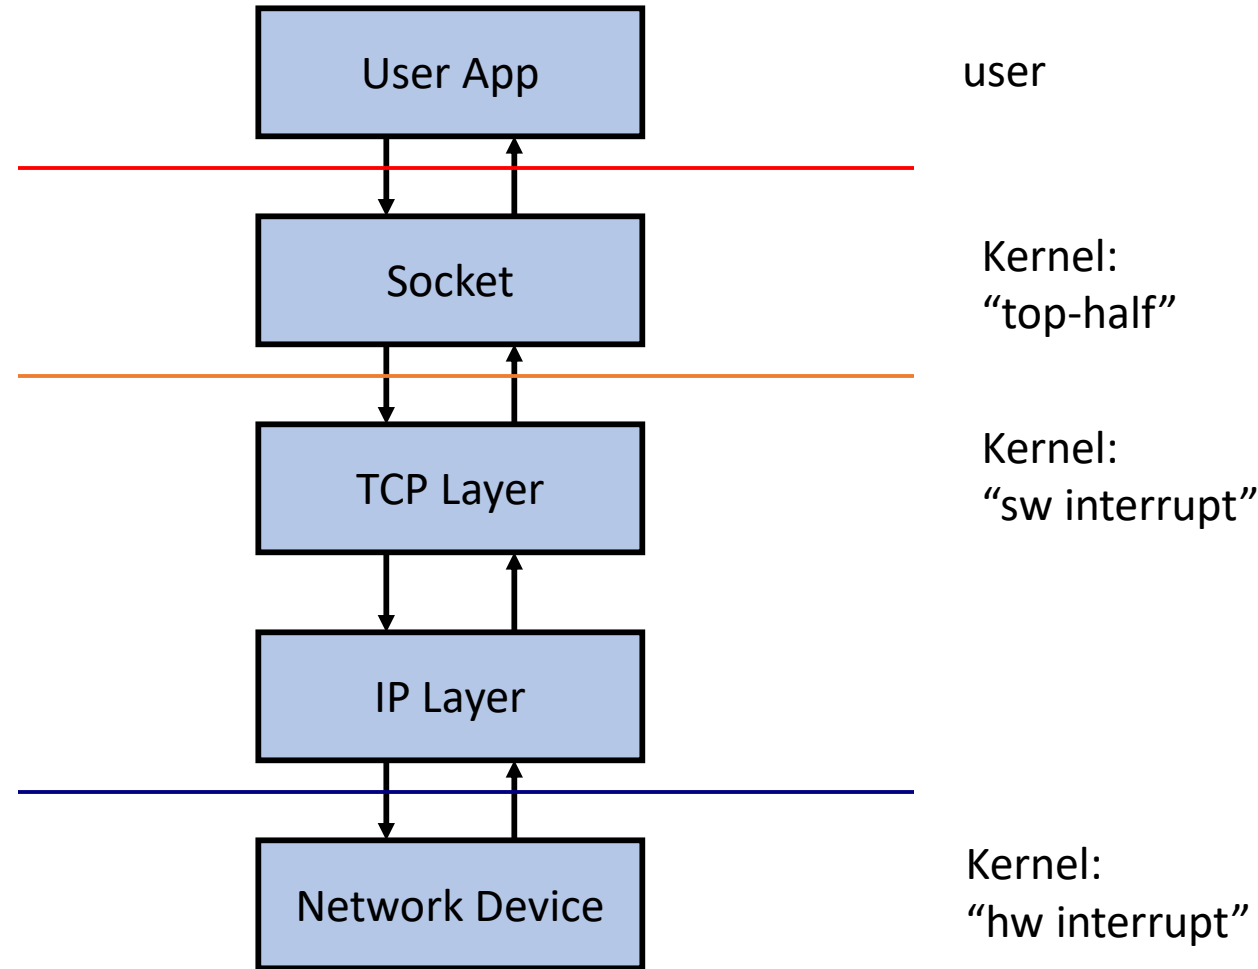 User App
user
Socket
Kernel:
“top-half”
TCP Layer
Kernel:
“sw interrupt”
IP Layer
Network Device
Kernel:
“hw interrupt”